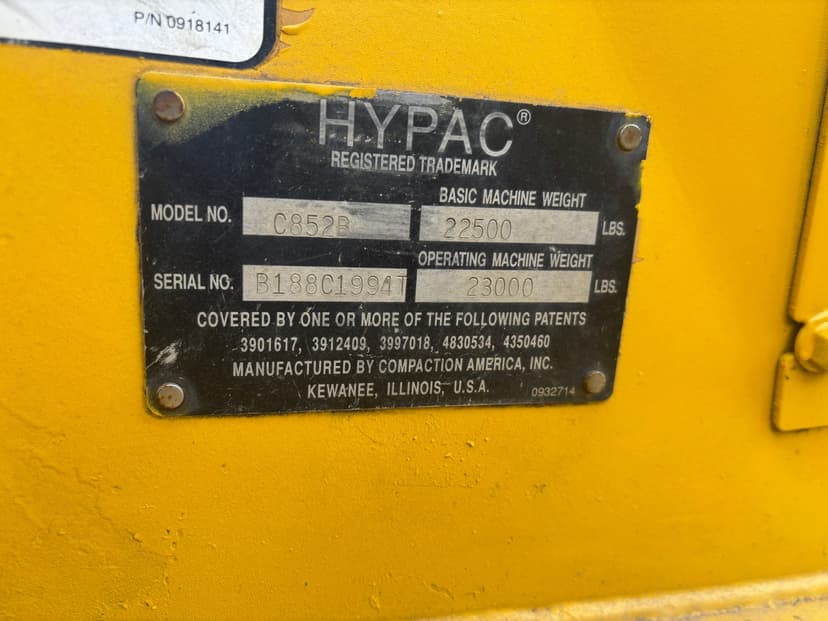 P/N 0918141
HYPAC®
REGISTERED TRADEMARK
BASIC MACHINE WEIGHT
MODEL NO. C852B 22500 LBS.
OPERATING MACHINE WEIGHT
SERIAL NO. B188C1994T 23000 LBS.
COVERED BY ONE OR MORE OF THE FOLLOWING PATENTS
3901617, 3912409, 3997018, 4830534, 4350460
MANUFACTURED BY COMPACTION AMERICA, INC.
KEWANEE, ILLINOIS, U.S.A. 0932714